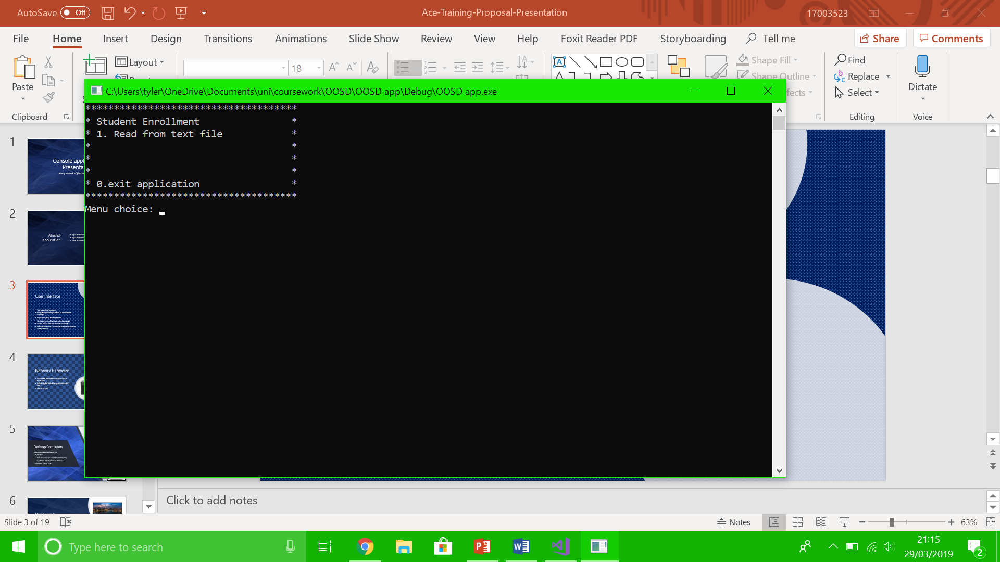 AutoSave Off
Ace-Training-Proposal-Presentation
17003523
File Home Insert Design Transitions Animations Slide Show Review View Help Foxit Reader PDF Storyboarding Tell me Share Comments
Paste
Layout
18
Shape Fill
Shape Outline
Find
Replace
Select
Dictate
Clipboard
Editing
Voice
C:\Users\tyler\OneDrive\Documents\uni\coursework\OOSD\OOSD app\Debug\OOSD app.exe
*************************************
* Student Enrollment *
* 1. Read from text file *
* *
* *
* *
* 0.exit application *
*************************************
Menu choice:
1
2
Aims of
application
3
User interface
4
Network Hardware
5
Desktop Computers
6
Click to add notes
Slide 3 of 19
Notes
63%
Type here to search
21:15
29/03/2019
2